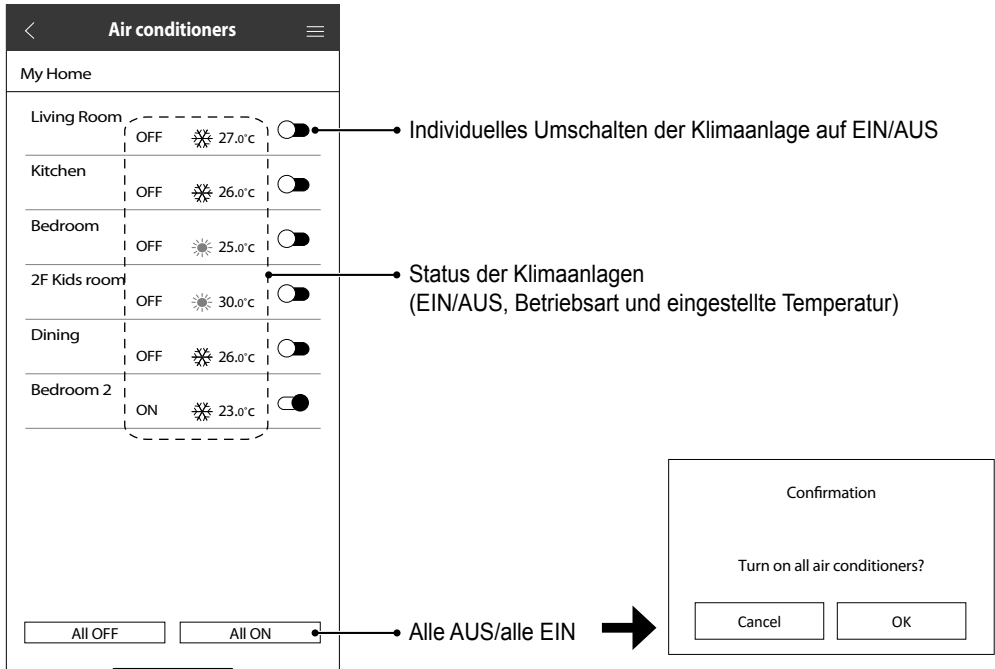 Air conditioners
My Home
Living Room
OFF 27.0°C
Individuelles Umschalten der Klimaanlage auf EIN/AUS
Kitchen
OFF 26.0°C
Bedroom
OFF 25.0°C
Status der Klimaanlagen
(EIN/AUS, Betriebsart und eingestellte Temperatur)
2F Kids room
OFF 30.0°C
Dining
OFF 26.0°C
Bedroom 2
ON 23.0°C
All OFF All ON
Alle AUS/alle EIN
Confirmation
Turn on all air conditioners?
Cancel OK